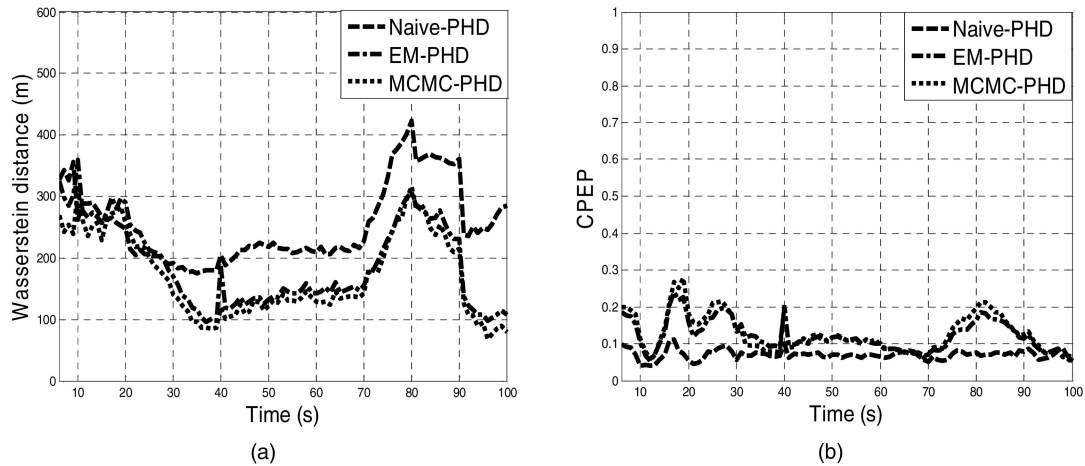 600
500
400
300
200
100
0
10 20 30 40 50 60 70 80 90 100
Wasserstein distance (m)
Time (s)
Naive-PHD
EM-PHD
MCMC-PHD
(a)
1
0.9
0.8
0.7
0.6
0.5
0.4
0.3
0.2
0.1
0
10 20 30 40 50 60 70 80 90 100
CPEP
Time (s)
Naive-PHD
EM-PHD
MCMC-PHD
(b)